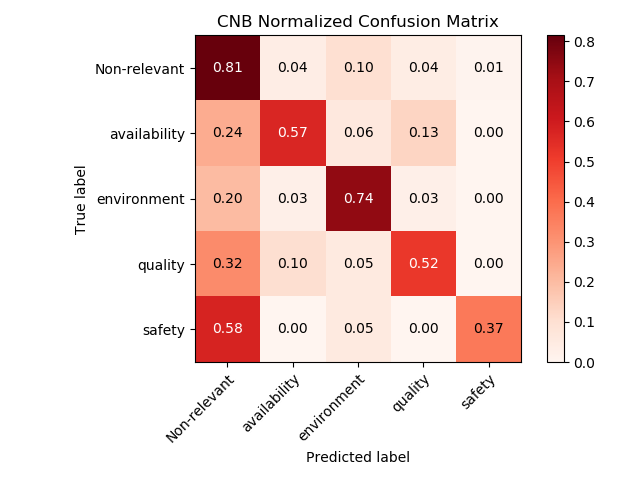 CNB Normalized Confusion Matrix
True label
Non-relevant 0.81 0.04 0.10 0.04 0.01
availability 0.24 0.57 0.06 0.13 0.00
environment 0.20 0.03 0.74 0.03 0.00
quality 0.32 0.10 0.05 0.52 0.00
safety 0.58 0.00 0.05 0.00 0.37
Non-relevant availability environment quality safety
Predicted label
0.8
0.7
0.6
0.5
0.4
0.3
0.2
0.1
0.0